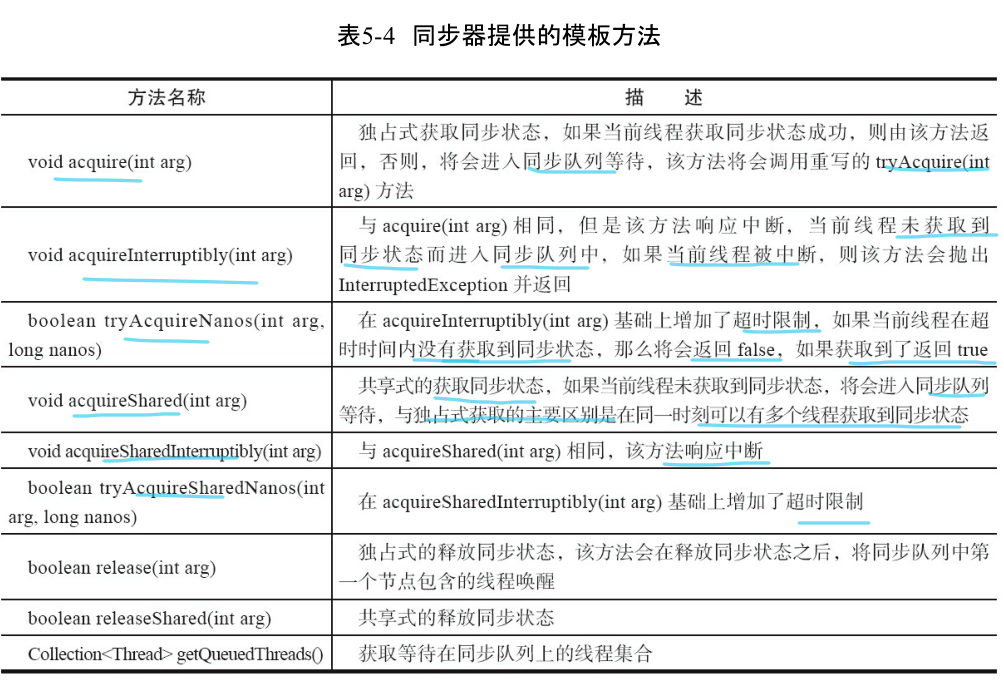 表5-4 同步器提供的模板方法
方法名称
描 述
void acquire(int arg)
独占式获取同步状态，如果当前线程获取同步状态成功，则由该方法返
回，否则，将会进入同步队列等待，该方法将会调用重写的 tryAcquire(int
arg) 方法
void acquireInterruptibly(int arg)
与 acquire(int arg) 相同，但是该方法响应中断，当前线程未获取到
同步状态而进入同步队列中，如果当前线程被中断，则该方法会抛出
InterruptedException 并返回
boolean tryAcquireNanos(int arg,
long nanos)
在 acquireInterruptibly(int arg) 基础上增加了超时限制，如果当前线程在超
时时间内没有获取到同步状态，那么将会返回 false，如果获取到了返回 true
void acquireShared(int arg)
共享式的获取同步状态，如果当前线程未获取到同步状态，将会进入同步队列
等待，与独占式获取的主要区别是在同一时刻可以有多个线程获取到同步状态
void acquireSharedInterruptibly(int arg)
与 acquireShared(int arg) 相同，该方法响应中断
boolean tryAcquireSharedNanos(int
arg, long nanos)
在 acquireSharedInterruptibly(int arg) 基础上增加了超时限制
boolean release(int arg)
独占式的释放同步状态，该方法会在释放同步状态之后，将同步队列中第
一个节点包含的线程唤醒
boolean releaseShared(int arg)
共享式的释放同步状态
Collection<Thread> getQueuedThreads()
获取等待在同步队列上的线程集合